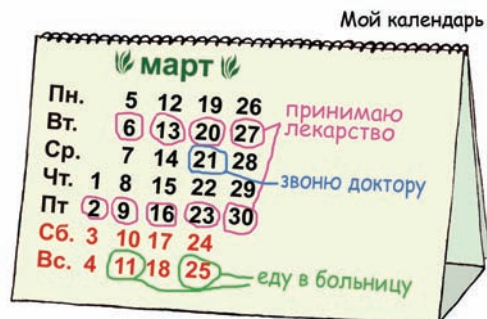 Мой календарь
март
Пн. 5 12 19 26
Вт. 6 13 20 27
Ср. 7 14 21 28
Чт. 1 8 15 22 29
Пт 2 9 16 23 30
Сб. 3 10 17 24
Вс. 4 11 18 25
принимаю
лекарство
звоню доктору
еду в больницу